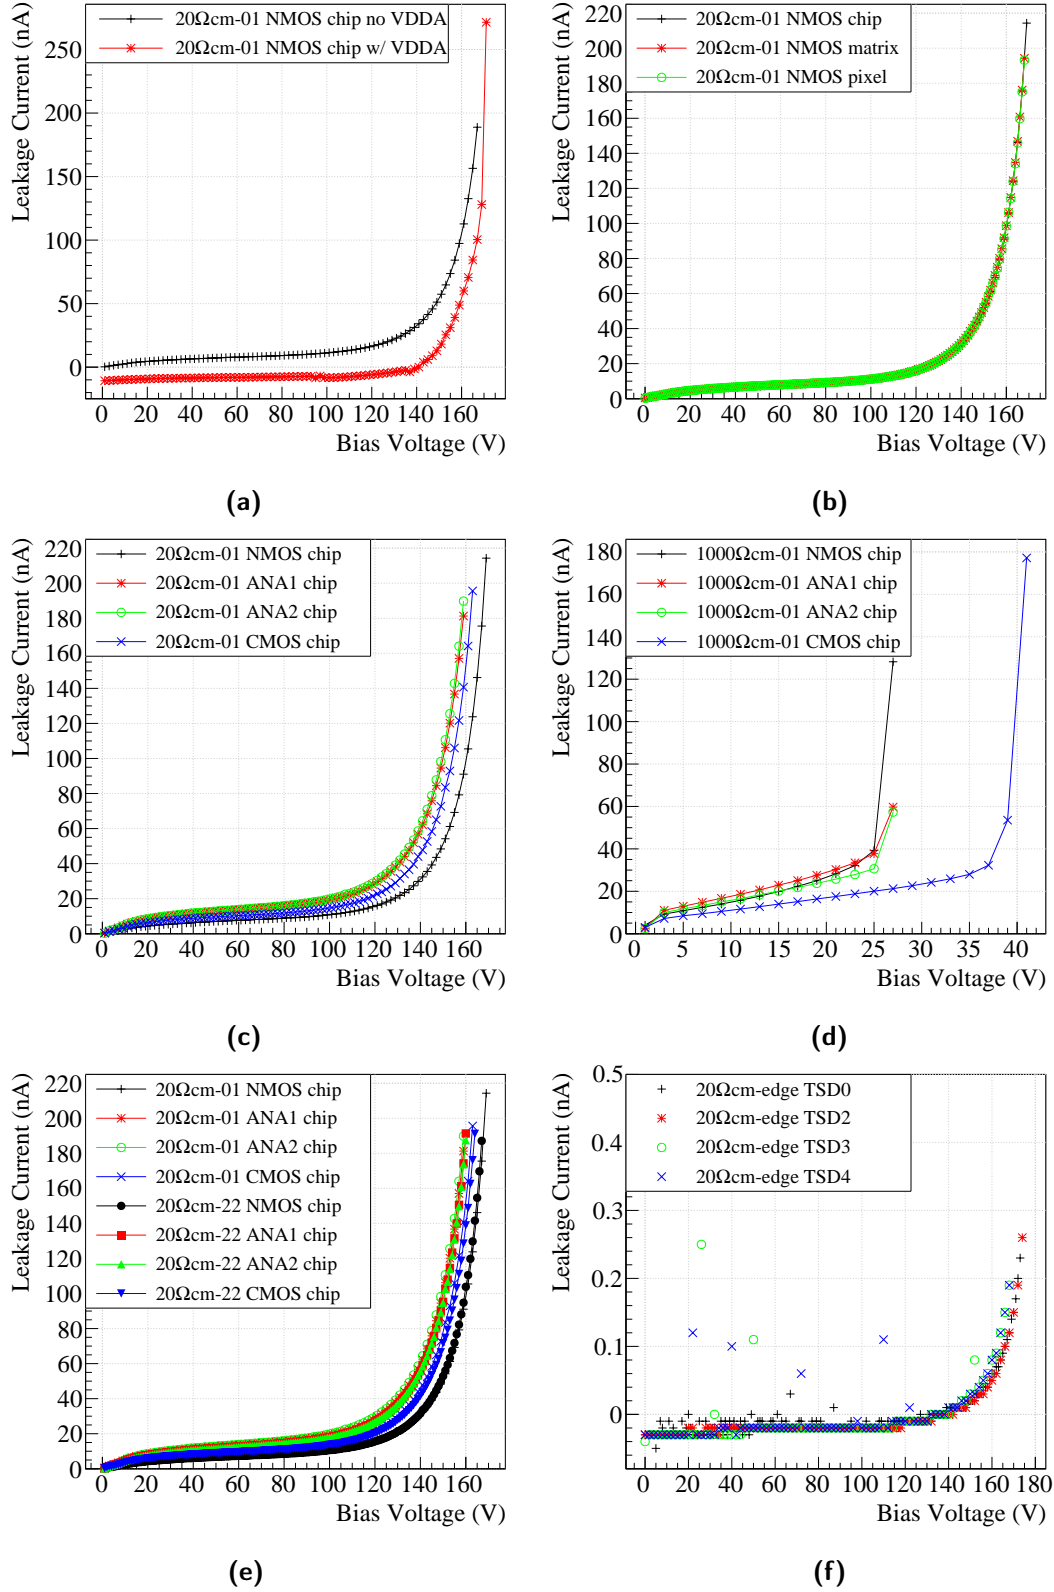 Leakage Current (nA)
20Ωcm-01 NMOS chip no VDDA
20Ωcm-01 NMOS chip w/ VDDA
250
200
150
100
50
0
0 20 40 60 80 100 120 140 160
Bias Voltage (V)
(a)
Leakage Current (nA)
20Ωcm-01 NMOS chip
20Ωcm-01 NMOS matrix
20Ωcm-01 NMOS pixel
220
200
180
160
140
120
100
80
60
40
20
0
0 20 40 60 80 100 120 140 160
Bias Voltage (V)
(b)
Leakage Current (nA)
20Ωcm-01 NMOS chip
20Ωcm-01 ANA1 chip
20Ωcm-01 ANA2 chip
20Ωcm-01 CMOS chip
220
200
180
160
140
120
100
80
60
40
20
0
0 20 40 60 80 100 120 140 160
Bias Voltage (V)
(c)
Leakage Current (nA)
1000Ωcm-01 NMOS chip
1000Ωcm-01 ANA1 chip
1000Ωcm-01 ANA2 chip
1000Ωcm-01 CMOS chip
180
160
140
120
100
80
60
40
20
0
5 10 15 20 25 30 35 40
Bias Voltage (V)
(d)
Leakage Current (nA)
20Ωcm-01 NMOS chip
20Ωcm-01 ANA1 chip
20Ωcm-01 ANA2 chip
20Ωcm-01 CMOS chip
20Ωcm-22 NMOS chip
20Ωcm-22 ANA1 chip
20Ωcm-22 ANA2 chip
20Ωcm-22 CMOS chip
220
200
180
160
140
120
100
80
60
40
20
0
0 20 40 60 80 100 120 140 160
Bias Voltage (V)
(e)
Leakage Current (nA)
20Ωcm-edge TSD0
20Ωcm-edge TSD2
20Ωcm-edge TSD3
20Ωcm-edge TSD4
0.5
0.4
0.3
0.2
0.1
0
0 20 40 60 80 100 120 140 160 180
Bias Voltage (V)
(f)